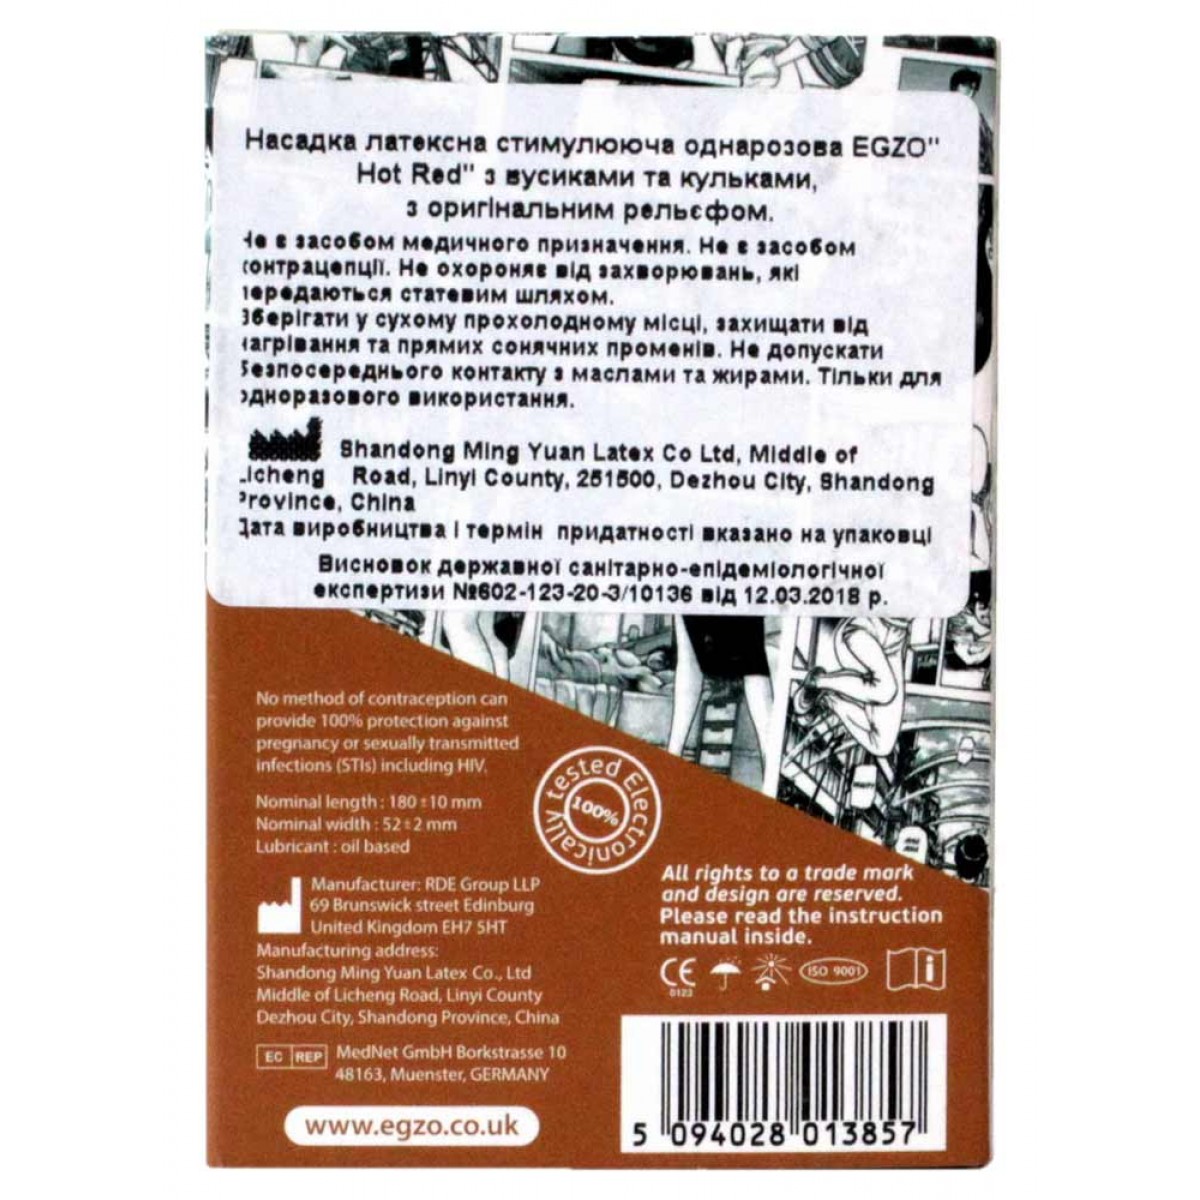 Насадка латексна стимулююча однарозова EGZO"
Hot Red" з вусиками та кульками,
з оригінальним рельєфом.
Не є засобом медичного призначення. Не є засобом
контрацепції. Не охороняє від захворювань, які
передаються статевим шляхом.
Зберігати у сухому прохолодному місці, захищати від
нагрівання та прямих сонячних променів. Не допускати
безпосереднього контакту з маслами та жирами. Тільки для
одноразового використання.
Shandong Ming Yuan Latex Co Ltd, Middle of
Licheng Road, Linyi County, 251500, Dezhou City, Shandong
Province, China
Дата виробництва і термін придатності вказано на упаковці
Висновок державної санітарно-епідеміологічної
експертизи №602-123-20-3/10136 від 12.03.2018 р.
No method of contraception can
provide 100% protection against
pregnancy or sexually transmitted
infections (STIs) including HIV.
Nominal length : 180±10 mm
Nominal width : 52±2 mm
Lubricant : oil based
Manufacturer: RDE Group LLP
69 Brunswick street Edinburg
United Kingdom EH7 5HT
Manufacturing address:
Shandong Ming Yuan Latex Co., Ltd
Middle of Licheng Road, Linyi County
Dezhou City, Shandong Province, China
EC REP MedNet GmbH Borkstrasse 10
48163, Muenster, GERMANY
www.egzo.co.uk
tested Electronically
100%
All rights to a trade mark
and design are reserved.
Please read the instruction
manual inside.
CE 0123 ISO 9001 i
5 094028 013857